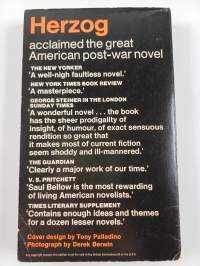 Herzog
acclaimed the great
American post-war novel
THE NEW YORKER
'A well-nigh faultless novel.'
NEW YORK TIMES BOOK REVIEW
'A masterpiece.'
GEORGE STEINER IN THE LONDON
SUNDAY TIMES
'A wonderful novel . . . the book
has the sheer prodigality of
insight, of humour, of exact sensuous
rendition so great that
it makes most of current fiction
seem shoddy and ill-mannered.'
THE GUARDIAN
'Clearly a major work of our time.'
V. S. PRITCHETT
'Saul Bellow is the most rewarding
of living American novelists.'
TIMES LITERARY SUPPLEMENT
'Contains enough ideas and themes
for a dozen lesser novels.'
Cover design by Tony Palladino
Photograph by Derek Berwin